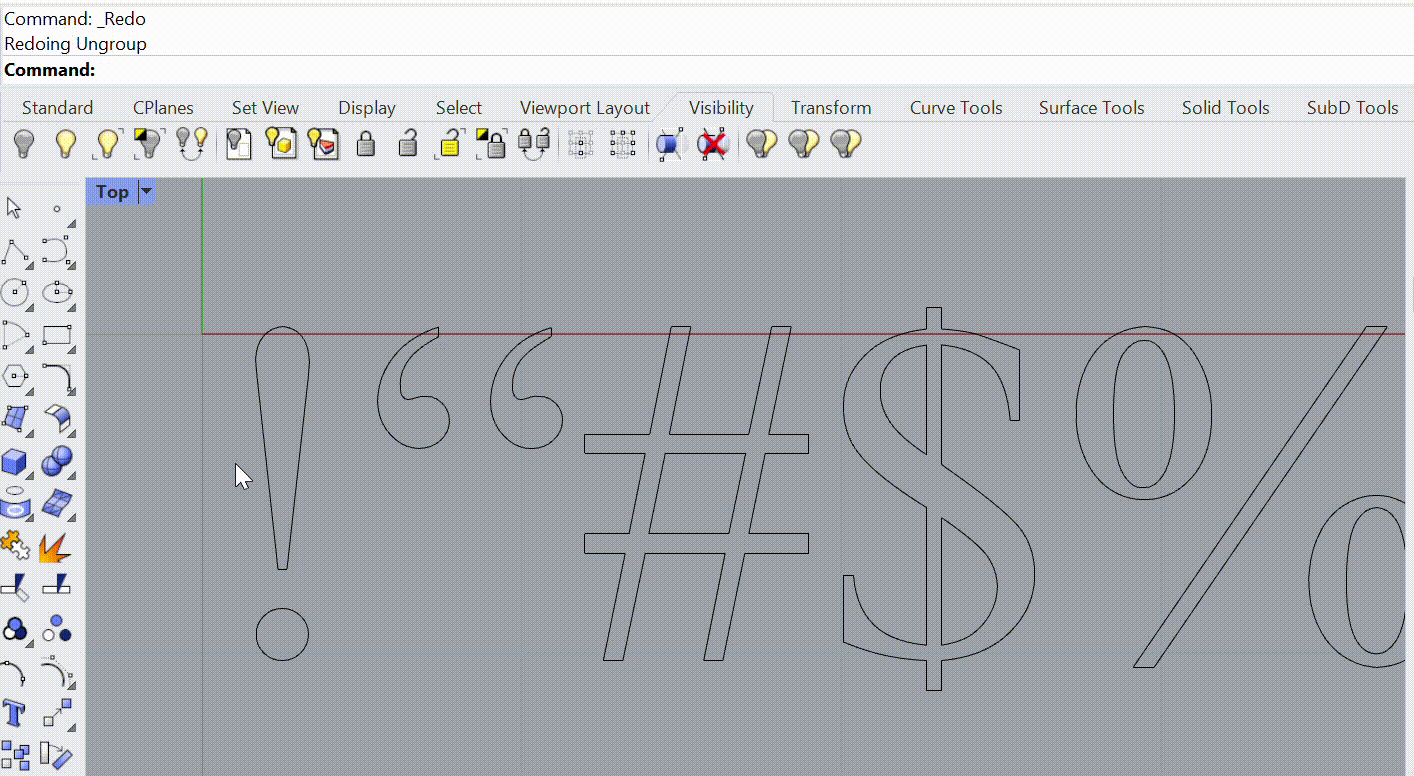 Command: _Redo
Redoing Ungroup
Command:
Standard CPlanes Set View Display Select Viewport Layout Visibility Transform Curve Tools Surface Tools Solid Tools SubD Tools
Top
! “ # $ %